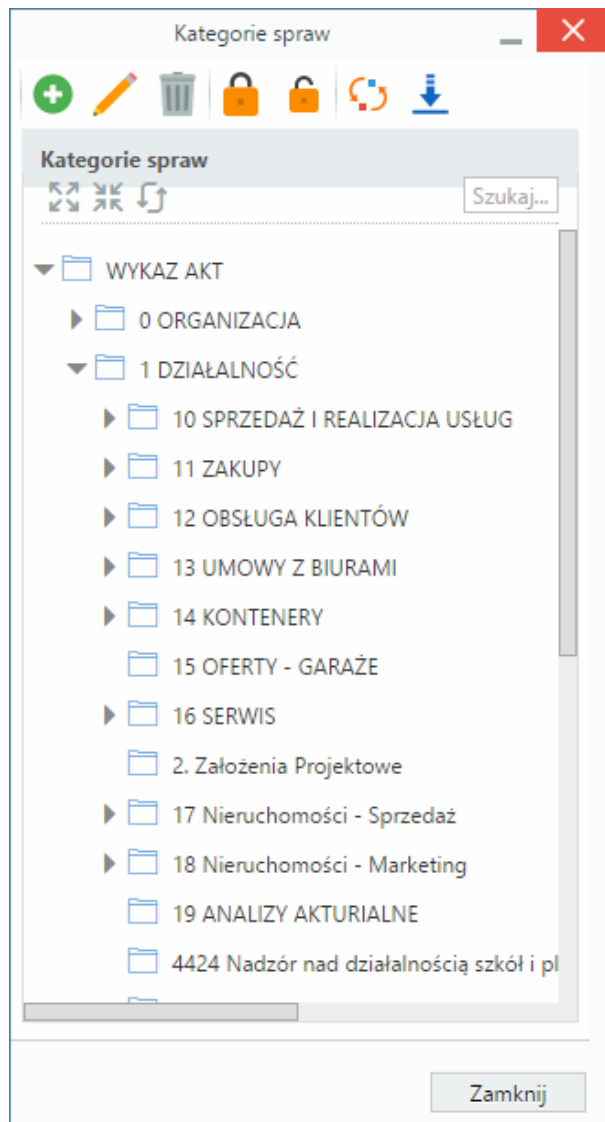 Kategorie spraw
Kategorie spraw
Szukaj...
WYKAZ AKT
0 ORGANIZACJA
1 DZIAŁALNOŚĆ
10 SPRZEDAŻ I REALIZACJA USŁUG
11 ZAKUPY
12 OBSŁUGA KLIENTÓW
13 UMOWY Z BIURAMI
14 KONTENERY
15 OFERTY - GARAŻE
16 SERWIS
2. Założenia Projektowe
17 Nieruchomości - Sprzedaż
18 Nieruchomości - Marketing
19 ANALIZY AKTURIALNE
4424 Nadzór nad działalnością szkół i pl
Zamknij